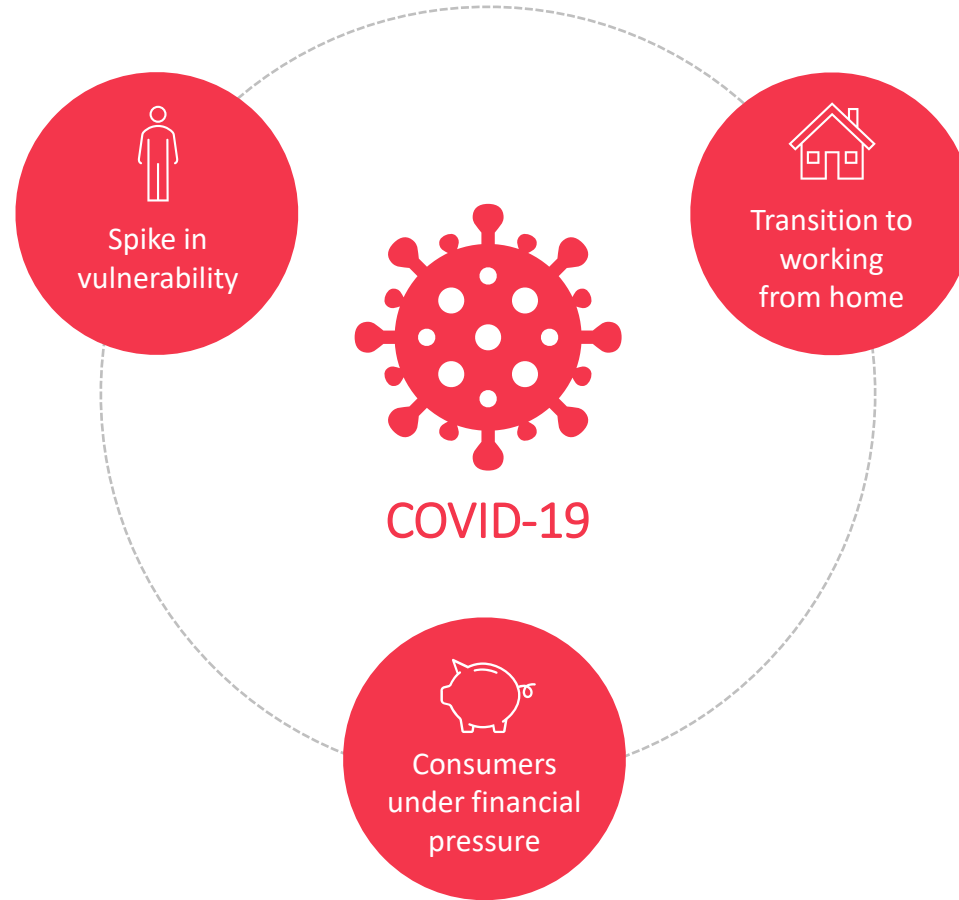 Spike in
vulnerability
Transition to
working
from home
COVID-19
Consumers
under financial
pressure